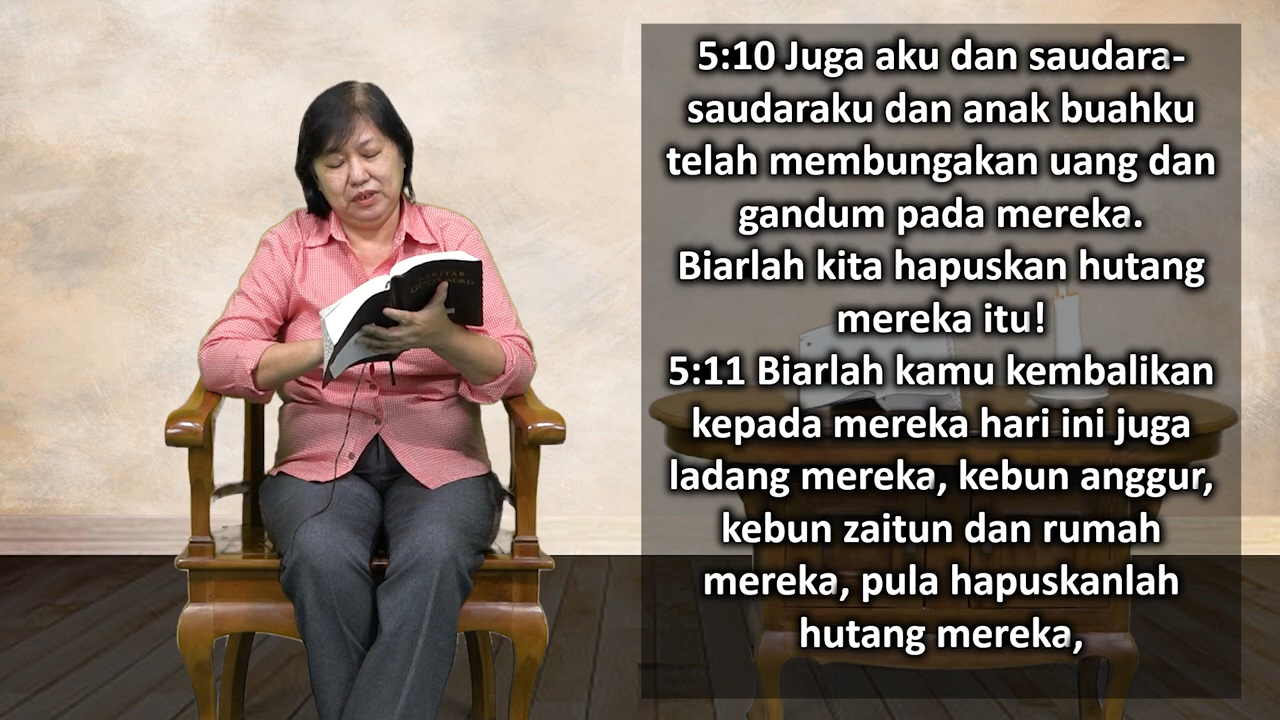 5:10 Juga aku dan saudara-
saudaraku dan anak buahku
telah membungakan uang dan
gandum pada mereka.
Biarlah kita hapuskan hutang
mereka itu!
5:11 Biarlah kamu kembalikan
kepada mereka hari ini juga
ladang mereka, kebun anggur,
kebun zaitun dan rumah
mereka, pula hapuskanlah
hutang mereka,